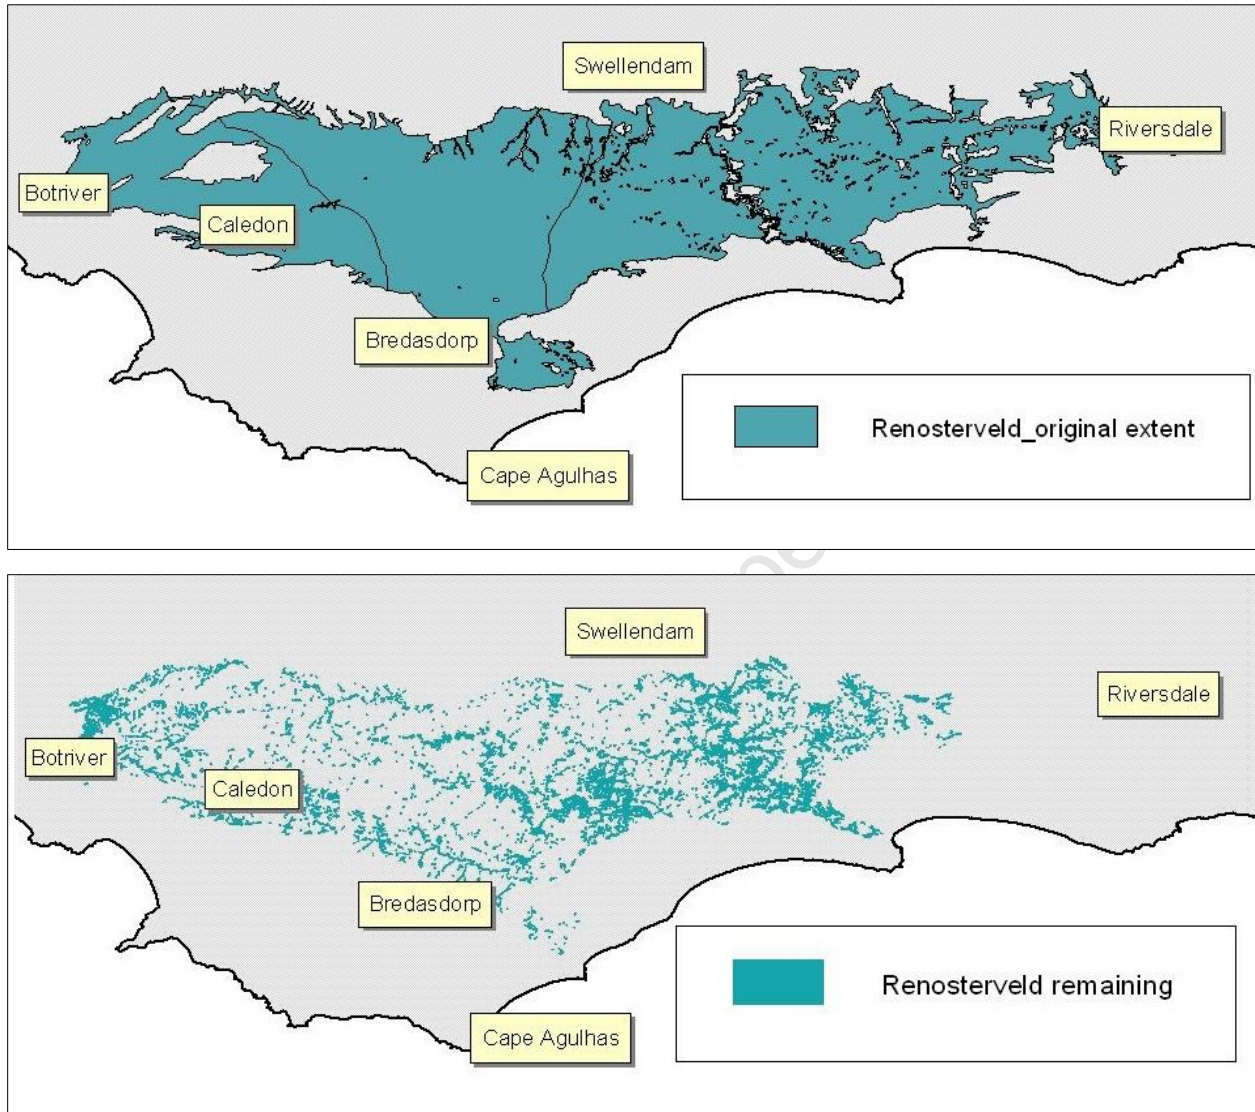 Swellendam
Riversdale
Botriver
Caledon
Bredasdorp
Renosterveld_original extent
Cape Agulhas
Swellendam
Riversdale
Botriver
Caledon
Bredasdorp
Renosterveld remaining
Cape Agulhas